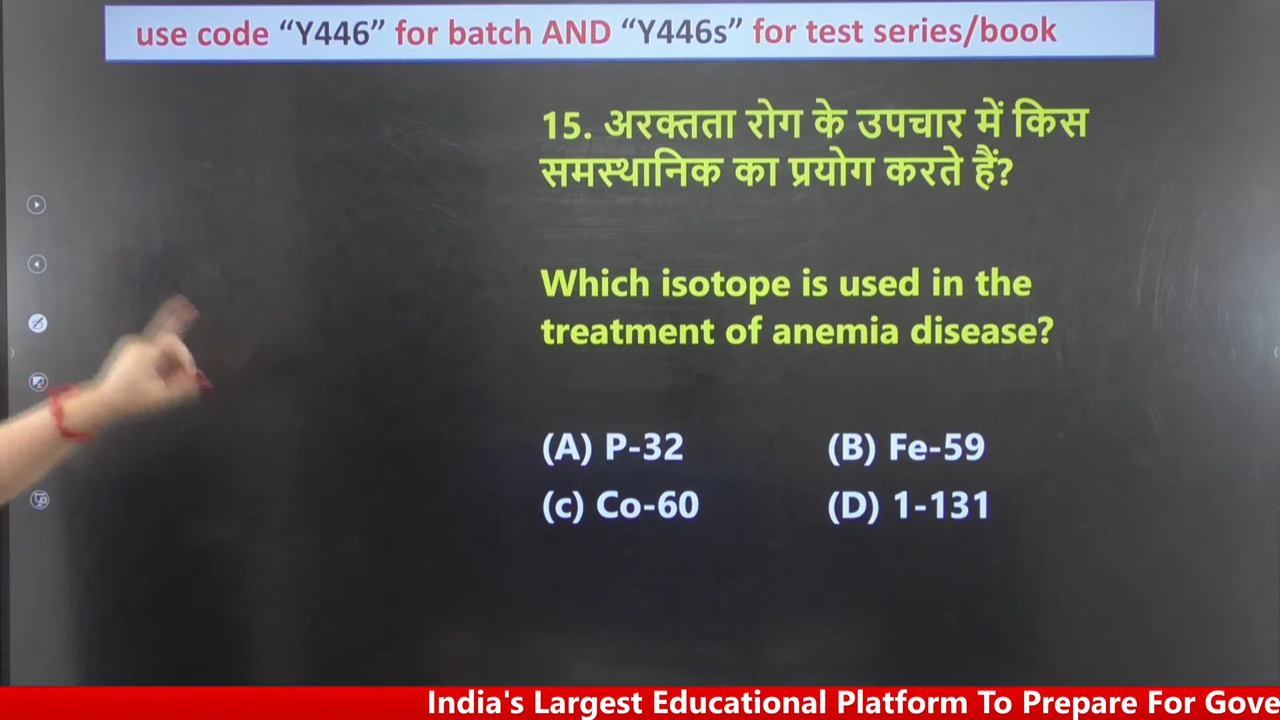 use code “Y446” for batch AND “Y446s” for test series/book
15. अरक्तता रोग के उपचार में किस
समस्थानिक का प्रयोग करते हैं?
Which isotope is used in the
treatment of anemia disease?
(A) P-32 (B) Fe-59
(c) Co-60 (D) 1-131
India's Largest Educational Platform To Prepare For Gove